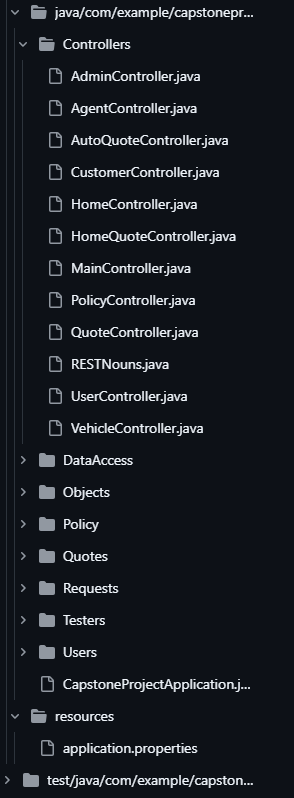 java/com/example/capstonepr...
Controllers
AdminController.java
AgentController.java
AutoQuoteController.java
CustomerController.java
HomeController.java
HomeQuoteController.java
MainController.java
PolicyController.java
QuoteController.java
RESTNouns.java
UserController.java
VehicleController.java
DataAccess
Objects
Policy
Quotes
Requests
Testers
Users
CapstoneProjectApplication.j...
resources
application.properties
test/java/com/example/capston...